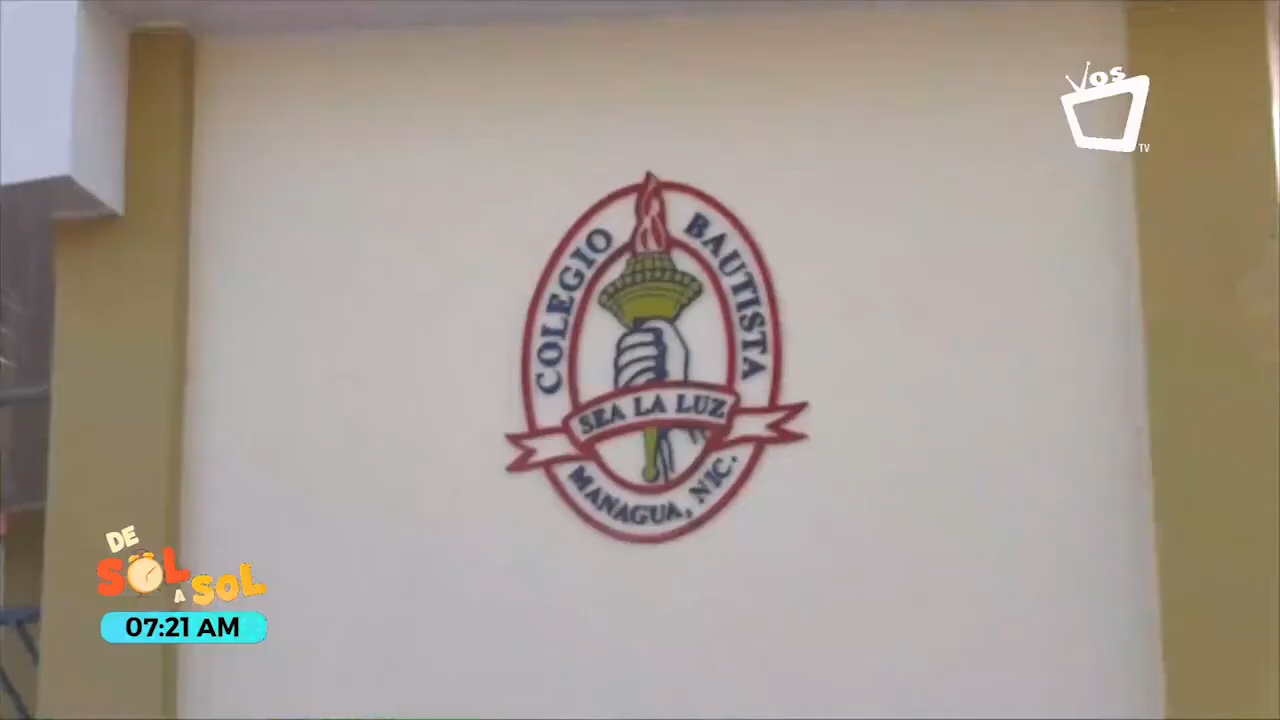 VOS
TV
COLEGIO BAUTISTA
SEA LA LUZ
MANAGUA, NIC.
DE
SOL
A SOL
07:21 AM